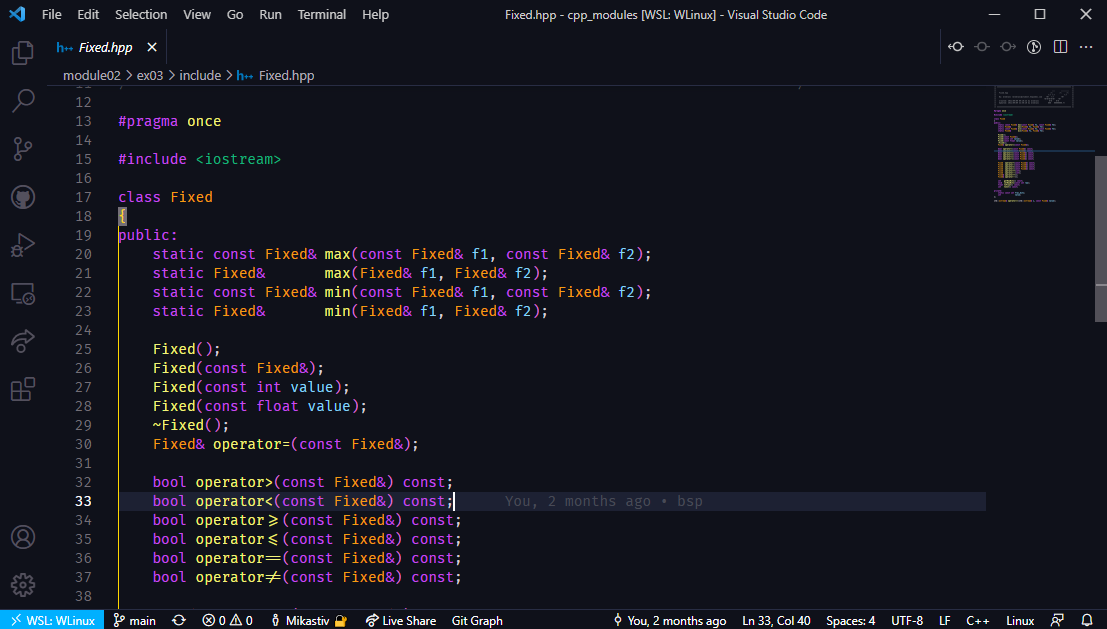 File Edit Selection View Go Run Terminal Help Fixed.hpp - cpp_modules [WSL: WLinux] - Visual Studio Code
h++ Fixed.hpp
module02 > ex03 > include > h++ Fixed.hpp
12
13 #pragma once
14
15 #include <iostream>
16
17 class Fixed
18 {
19 public:
20 static const Fixed& max(const Fixed& f1, const Fixed& f2);
21 static Fixed& max(Fixed& f1, Fixed& f2);
22 static const Fixed& min(const Fixed& f1, const Fixed& f2);
23 static Fixed& min(Fixed& f1, Fixed& f2);
24
25 Fixed();
26 Fixed(const Fixed&);
27 Fixed(const int value);
28 Fixed(const float value);
29 ~Fixed();
30 Fixed& operator=(const Fixed&);
31
32 bool operator>(const Fixed&) const;
33 bool operator<(const Fixed&) const; You, 2 months ago • bsp
34 bool operator⩾(const Fixed&) const;
35 bool operator⩽(const Fixed&) const;
36 bool operator==(const Fixed&) const;
37 bool operator≠(const Fixed&) const;
38
WSL: WLinux main 0 0 Mikastiv Live Share Git Graph You, 2 months ago Ln 33, Col 40 Spaces: 4 UTF-8 LF C++ Linux